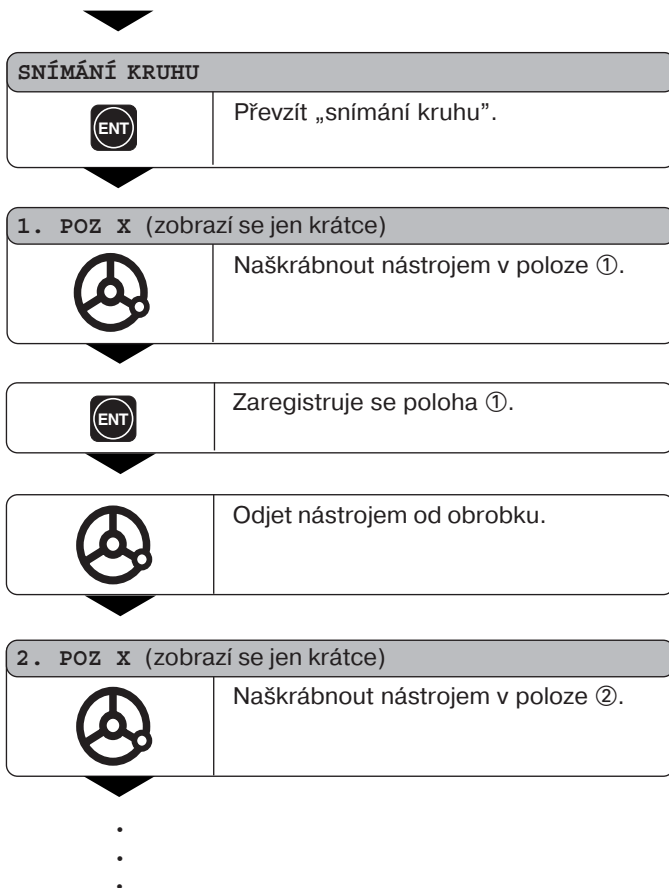 SNÍMÁNÍ KRUHU
ENT
Převzít „snímání kruhu”.
1. POZ X (zobrazí se jen krátce)
Naškrábnout nástrojem v poloze ①.
ENT
Zaregistruje se poloha ①.
Odjet nástrojem od obrobku.
2. POZ X (zobrazí se jen krátce)
Naškrábnout nástrojem v poloze ②.
.
.
.